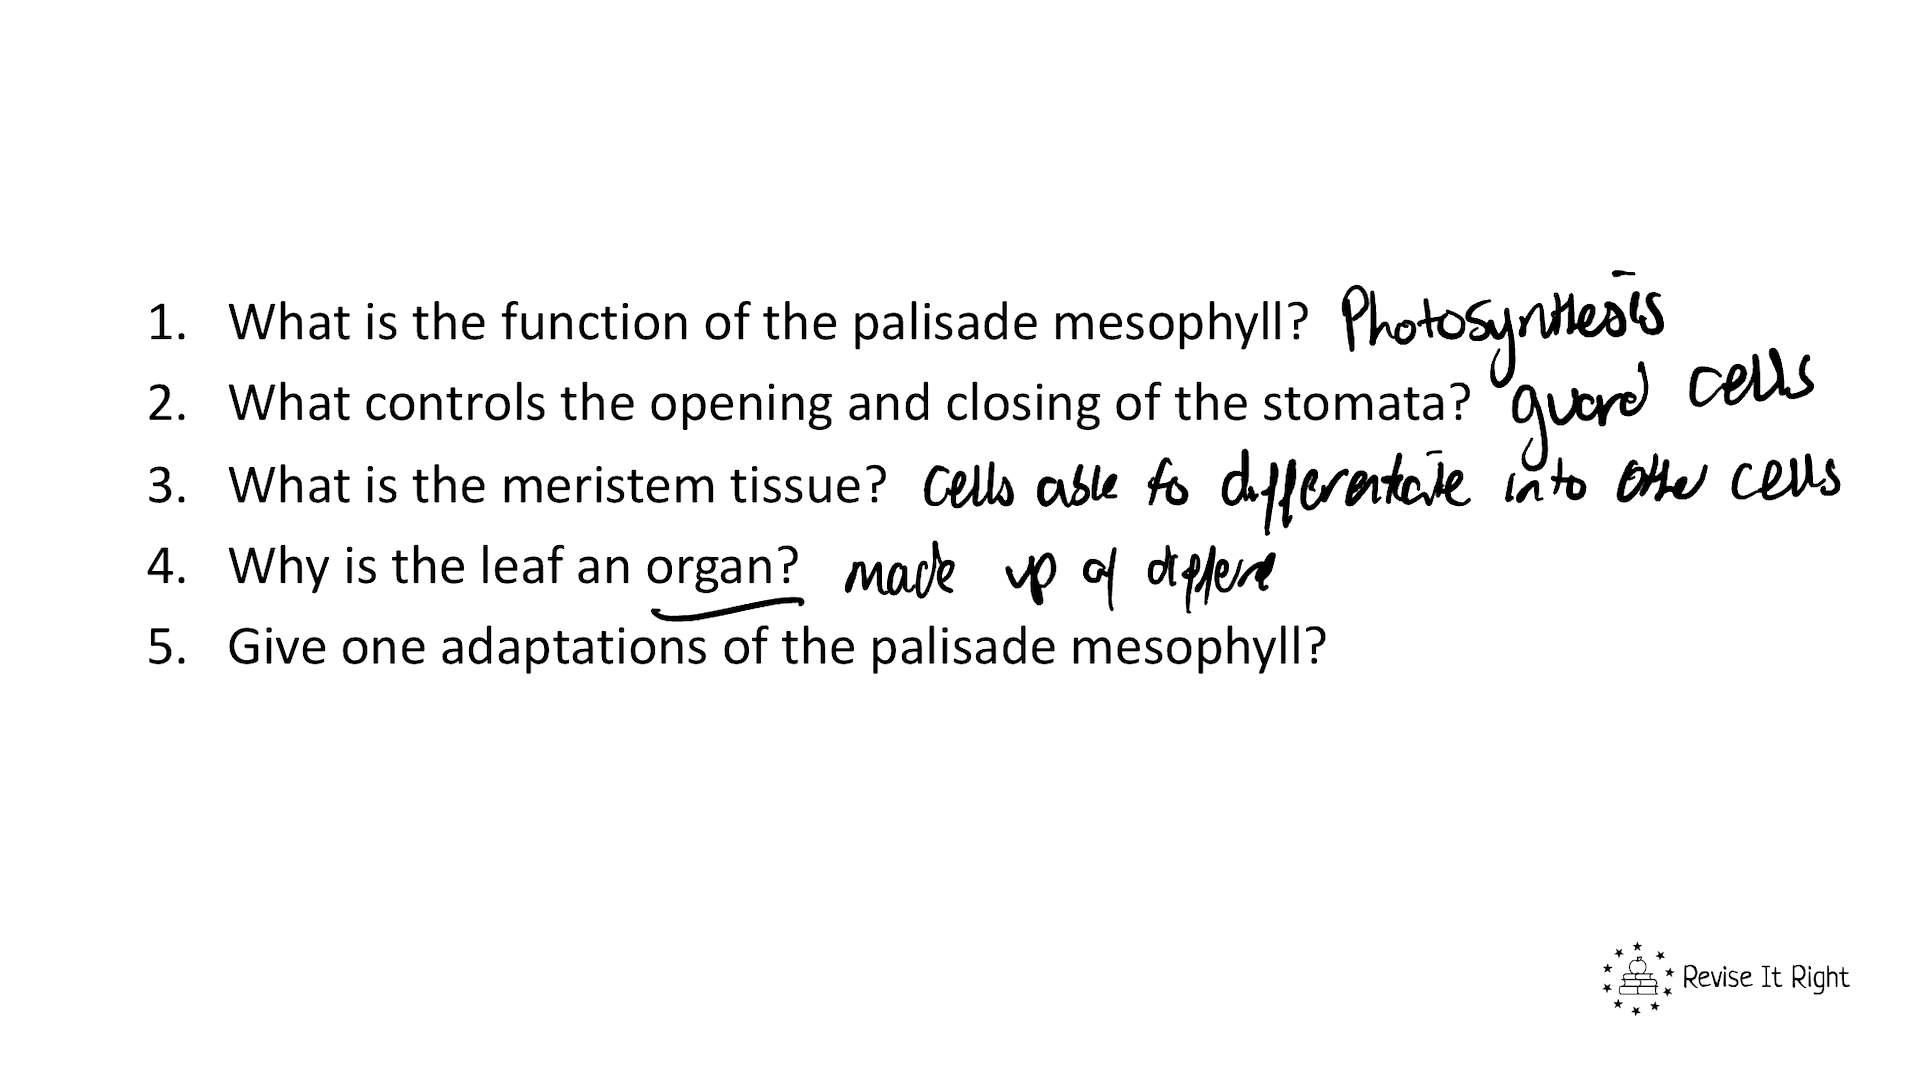 1. What is the function of the palisade mesophyll? Photosynthesis
2. What controls the opening and closing of the stomata? guard cells
3. What is the meristem tissue? Cells able to differentiate into other cells
4. Why is the leaf an organ? made up of differe
5. Give one adaptations of the palisade mesophyll?
Revise It Right